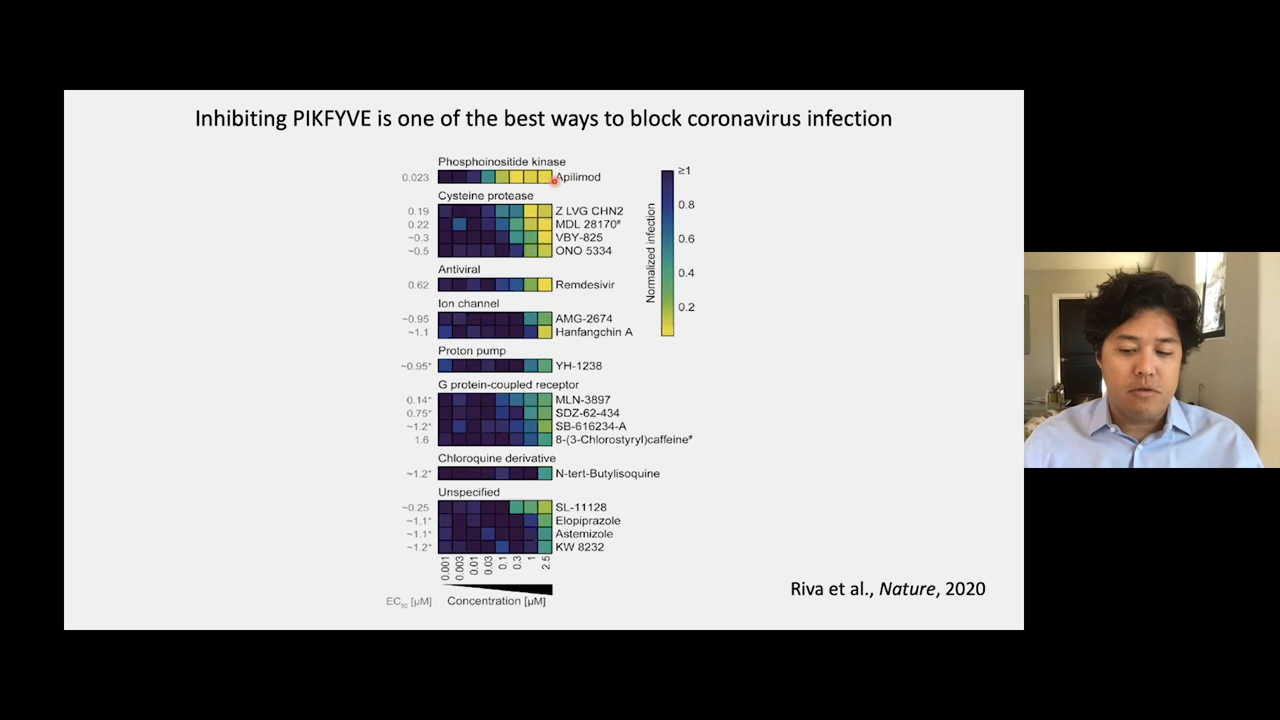 Inhibiting PIKFYVE is one of the best ways to block coronavirus infection
Phosphoinositide kinase
0.023 Apilimod
Cysteine protease
0.19 Z LVG CHN2
0.22 MDL 28170#
~0.3 VBY-825
~0.5 ONO 5334
Antiviral
0.62 Remdesivir
Ion channel
~0.95 AMG-2674
~1.1 Hanfangchin A
Proton pump
~0.95* YH-1238
G protein-coupled receptor
0.14* MLN-3897
0.75* SDZ-62-434
~1.2* SB-616234-A
1.6 8-(3-Chlorostyryl)caffeine#
Chloroquine derivative
~1.2* N-tert-Butylisoquine
Unspecified
~0.25 SL-11128
~1.1* Elopiprazole
~1.1* Astemizole
~1.2* KW 8232
0.001 0.003 0.01 0.03 0.1 0.3 1 2.5
EC50 [µM] Concentration [µM]
Normalized infection
≥1
0.8
0.6
0.4
0.2
Riva et al., Nature, 2020